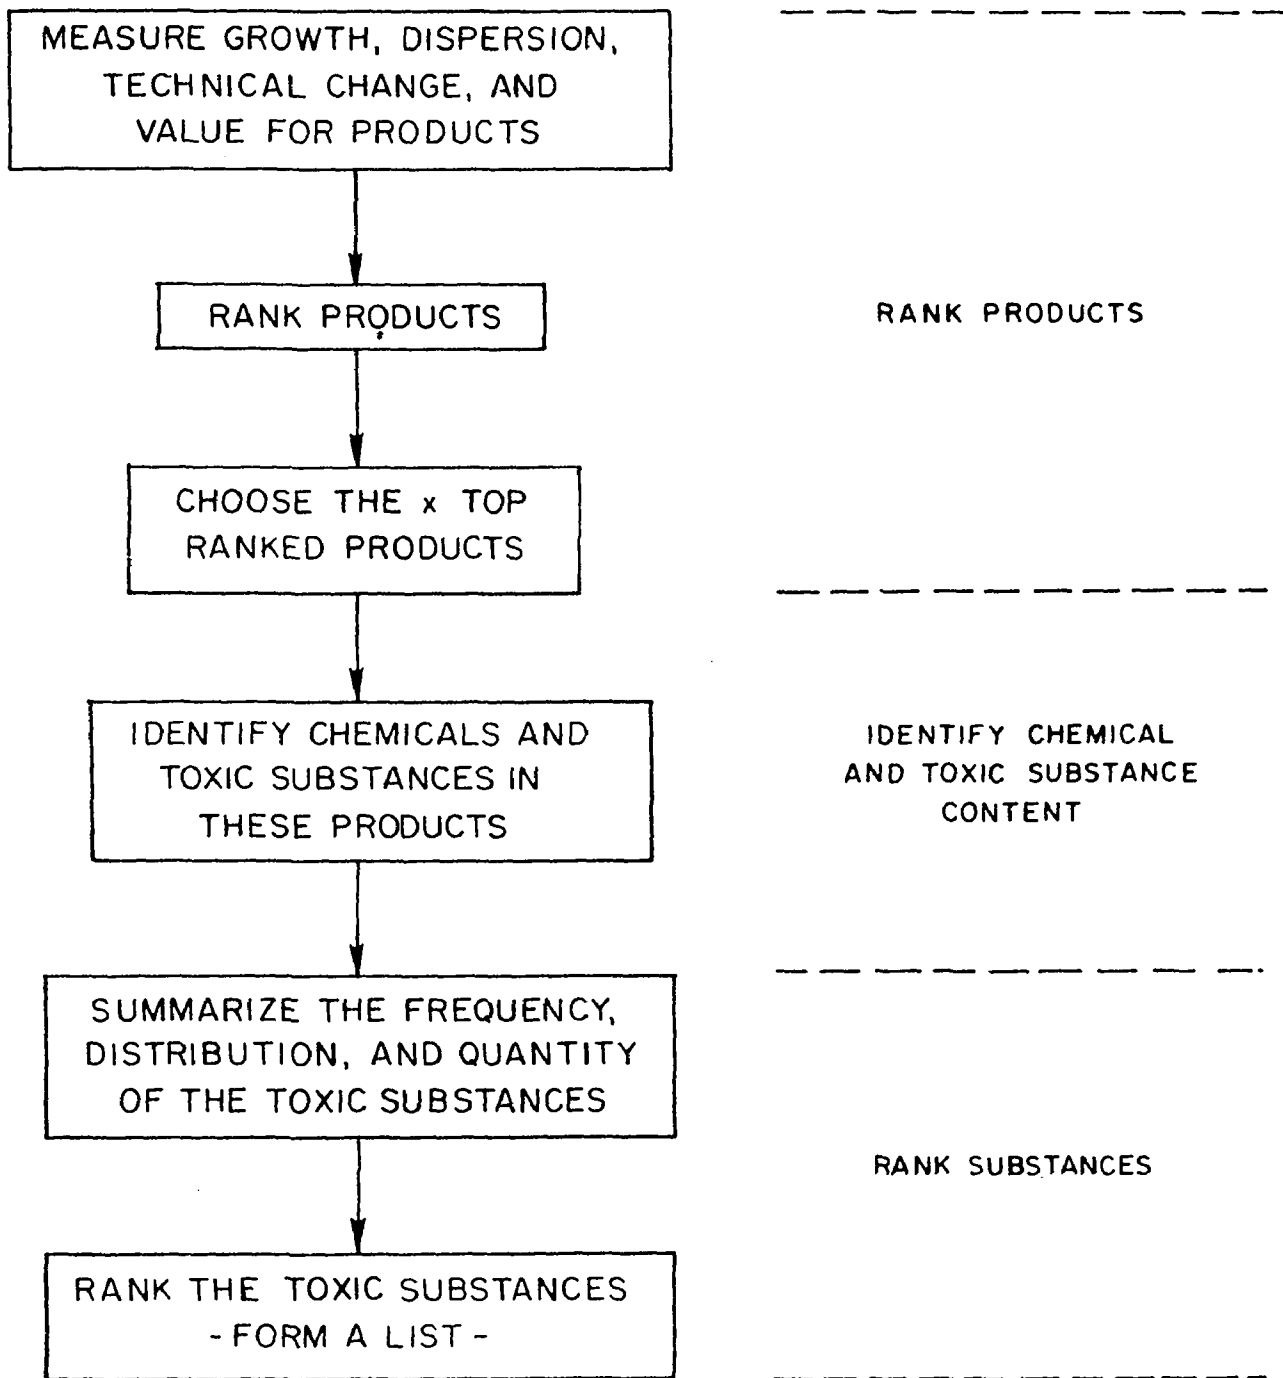 MEASURE GROWTH, DISPERSION,
TECHNICAL CHANGE, AND
VALUE FOR PRODUCTS
RANK PRODUCTS
RANK PRODUCTS
CHOOSE THE x TOP
RANKED PRODUCTS
IDENTIFY CHEMICALS AND
TOXIC SUBSTANCES IN
THESE PRODUCTS
IDENTIFY CHEMICAL
AND TOXIC SUBSTANCE
CONTENT
SUMMARIZE THE FREQUENCY,
DISTRIBUTION, AND QUANTITY
OF THE TOXIC SUBSTANCES
RANK SUBSTANCES
RANK THE TOXIC SUBSTANCES
- FORM A LIST -